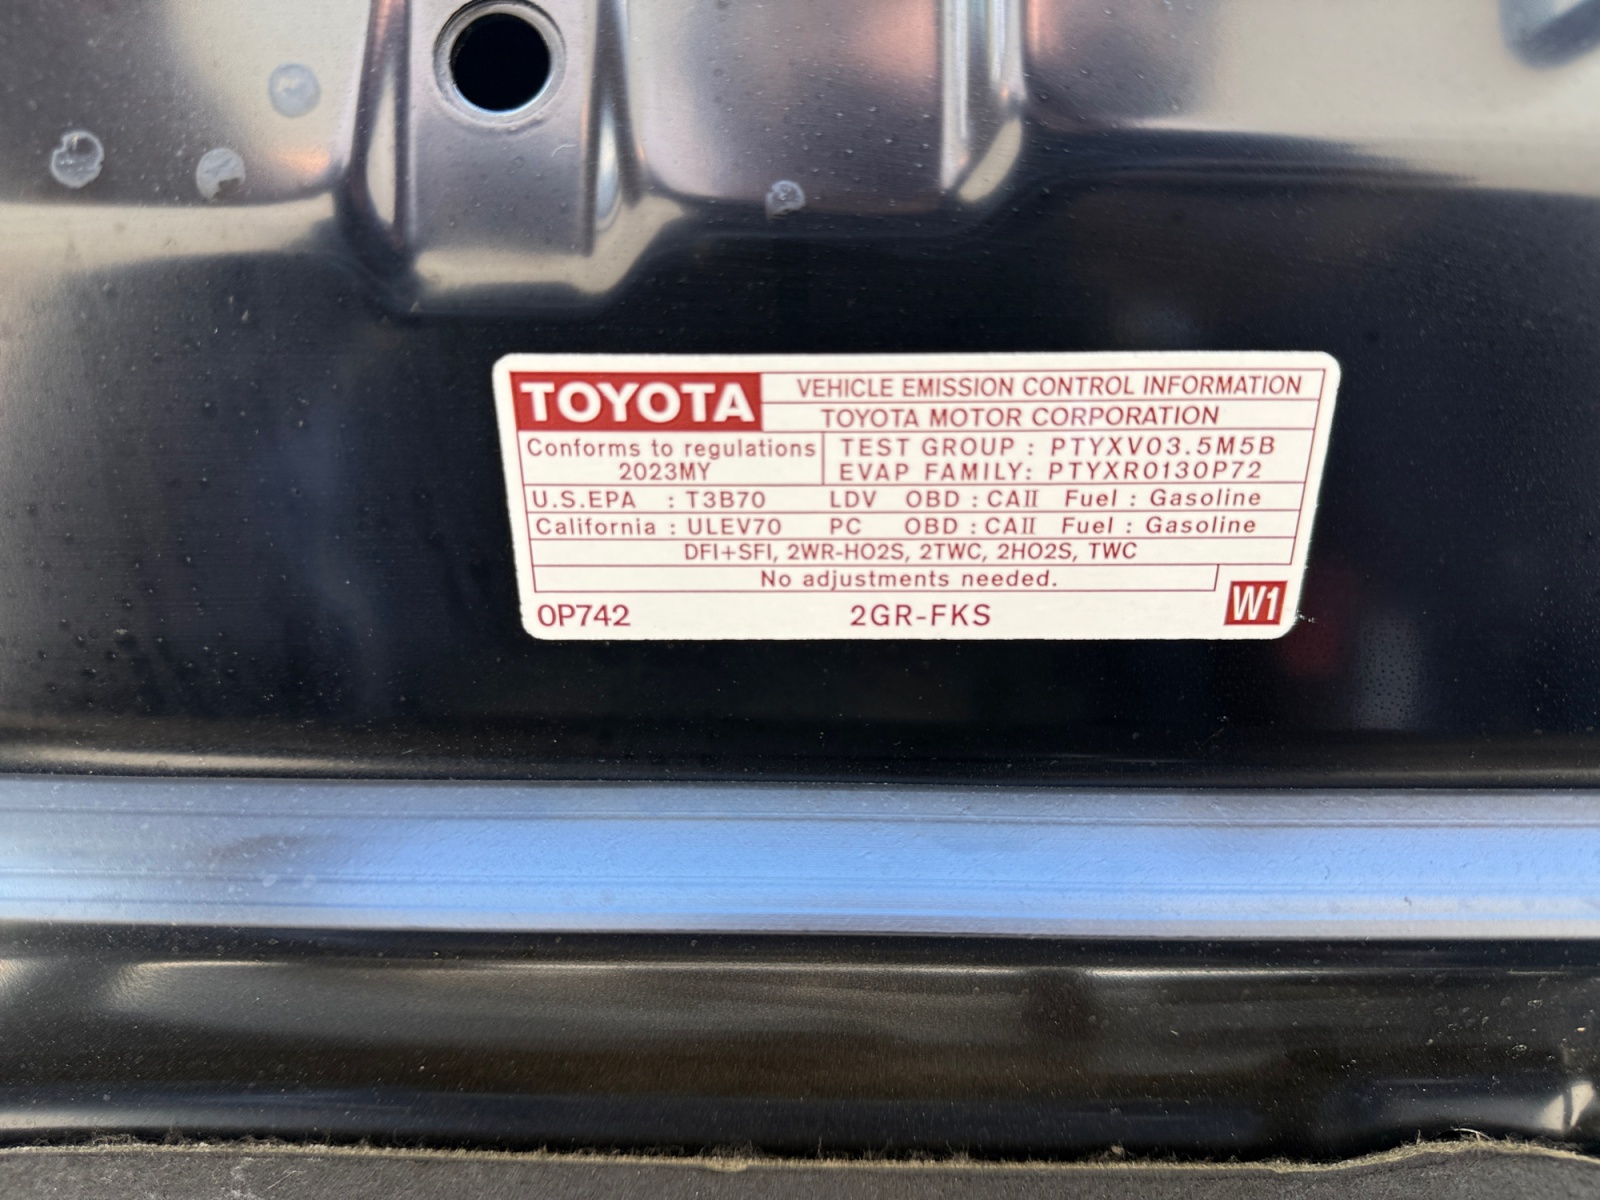 TOYOTA VEHICLE EMISSION CONTROL INFORMATION
TOYOTA MOTOR CORPORATION
Conforms to regulations
2023MY
TEST GROUP : PTYXV03.5M5B
EVAP FAMILY: PTYXR0130P72
U.S.EPA : T3B70 LDV OBD : CAII Fuel : Gasoline
California : ULEV70 PC OBD : CAII Fuel : Gasoline
DFI+SFI, 2WR-HO2S, 2TWC, 2HO2S, TWC
No adjustments needed.
0P742 2GR-FKS W1